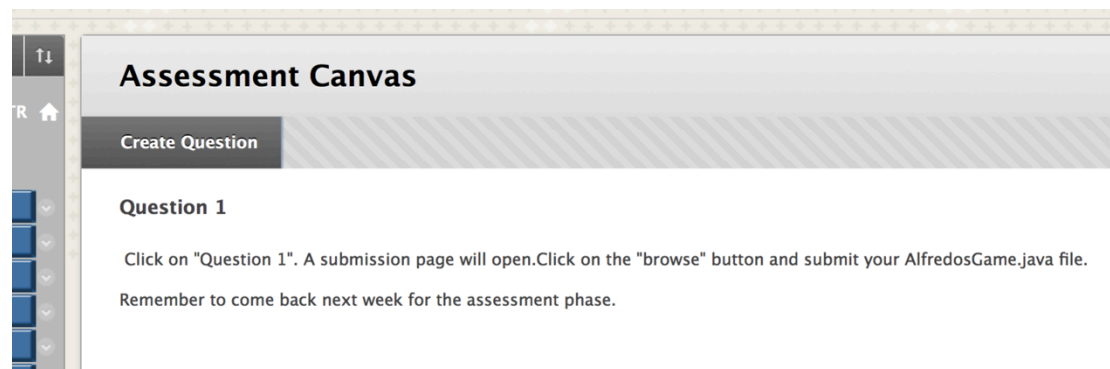 Assessment Canvas
TR
Create Question
Question 1
Click on "Question 1". A submission page will open.Click on the "browse" button and submit your AlfredosGame.java file.
Remember to come back next week for the assessment phase.